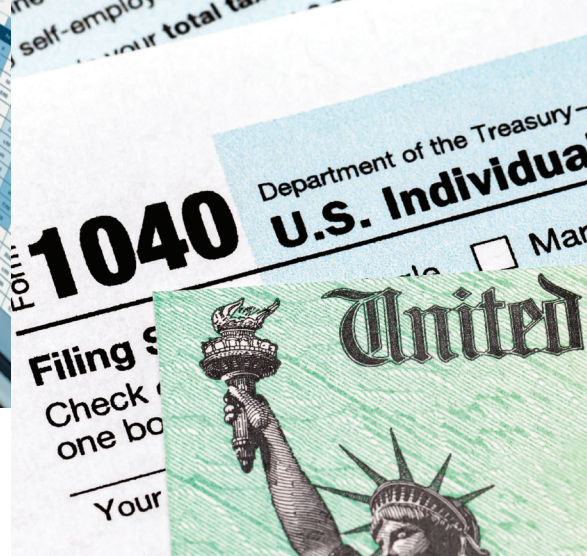 self-employ
your total ta
Department of the Treasury—
Form 1040 U.S. Individua
Mar
Filing S
United
Check
one bo
Your